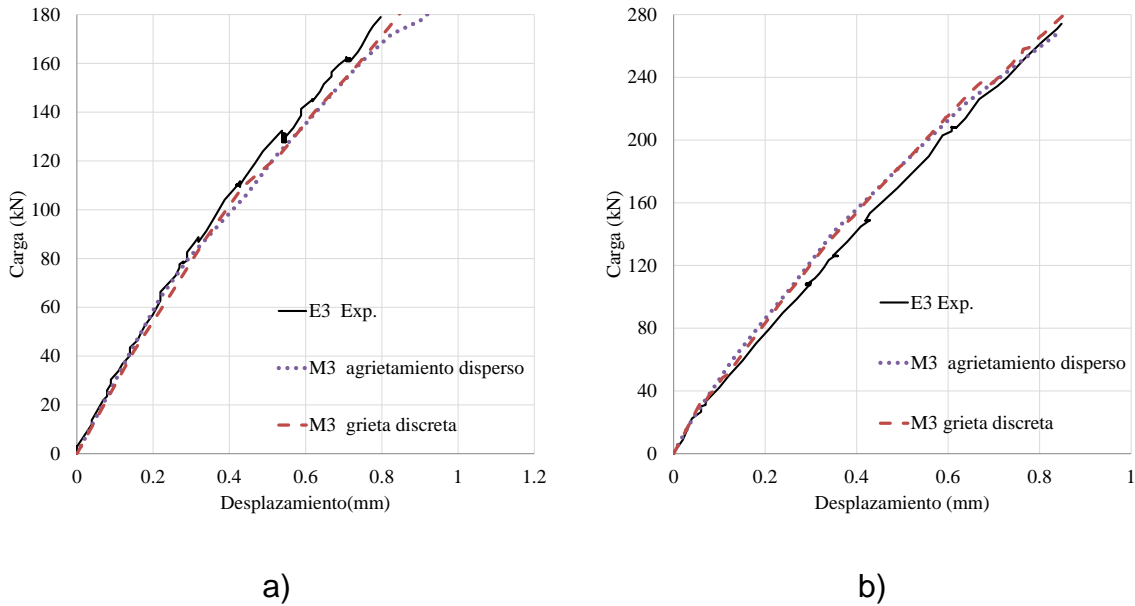 180
160
140
120
100
80
60
40
20
0
Carga (kN)
0 0.2 0.4 0.6 0.8 1 1.2
Desplazamiento(mm)
E3 Exp.
M3 agrietamiento disperso
M3 grieta discreta
a)
280
240
200
160
120
80
40
0
Carga (kN)
0 0.2 0.4 0.6 0.8 1
Desplazamiento (mm)
E3 Exp.
M3 agrietamiento disperso
M3 grieta discreta
b)